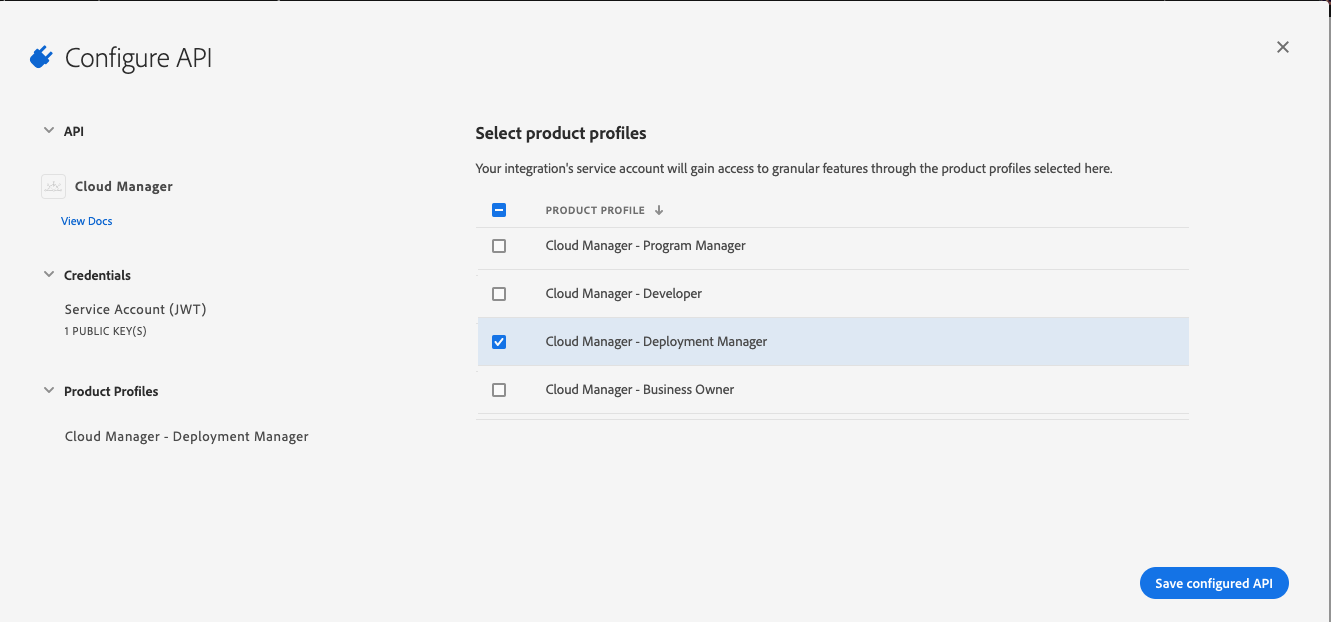 Configure API
API
Cloud Manager
View Docs
Credentials
Service Account (JWT)
1 PUBLIC KEY(S)
Product Profiles
Cloud Manager - Deployment Manager
Select product profiles
Your integration's service account will gain access to granular features through the product profiles selected here.
PRODUCT PROFILE
Cloud Manager - Program Manager
Cloud Manager - Developer
Cloud Manager - Deployment Manager
Cloud Manager - Business Owner
Save configured API